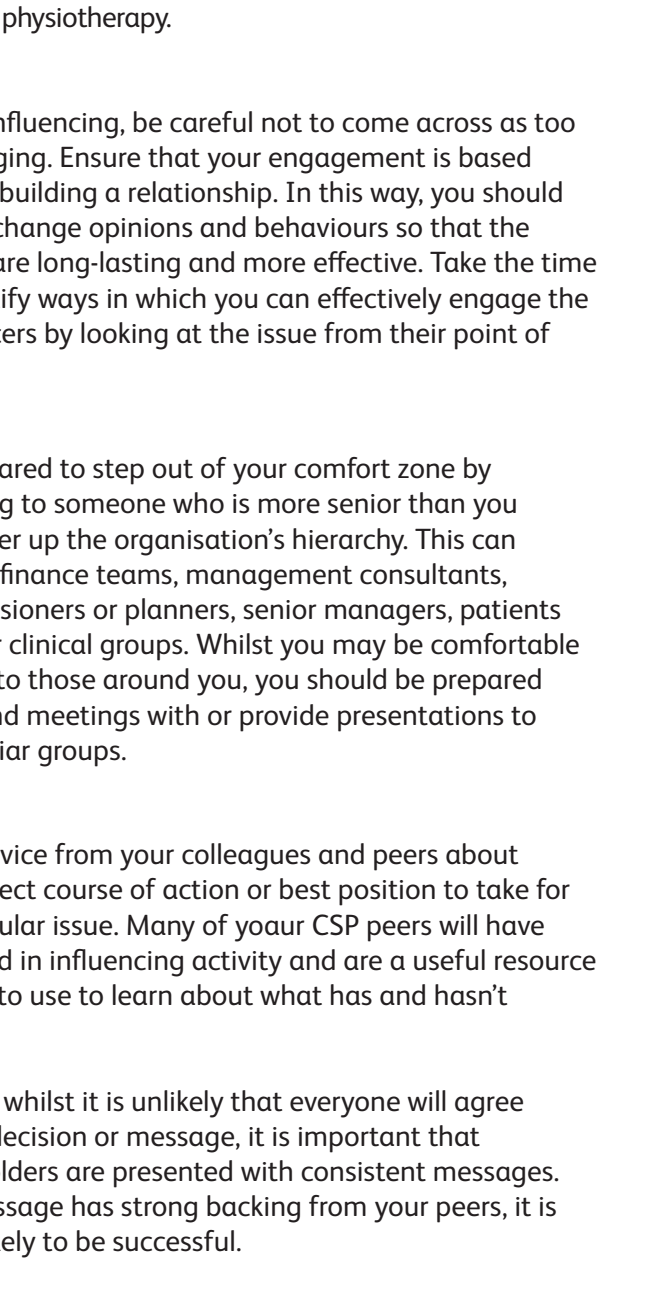 physiotherapy.
nfluencing, be careful not to come across as too
ging. Ensure that your engagement is based
building a relationship. In this way, you should
change opinions and behaviours so that the
are long-lasting and more effective. Take the time
ify ways in which you can effectively engage the
ers by looking at the issue from their point of
ared to step out of your comfort zone by
g to someone who is more senior than you
er up the organisation’s hierarchy. This can
finance teams, management consultants,
sioners or planners, senior managers, patients
r clinical groups. Whilst you may be comfortable
to those around you, you should be prepared
nd meetings with or provide presentations to
iar groups.
vice from your colleagues and peers about
ect course of action or best position to take for
ular issue. Many of yoaur CSP peers will have
d in influencing activity and are a useful resource
to use to learn about what has and hasn’t
whilst it is unlikely that everyone will agree
decision or message, it is important that
lders are presented with consistent messages.
ssage has strong backing from your peers, it is
ely to be successful.